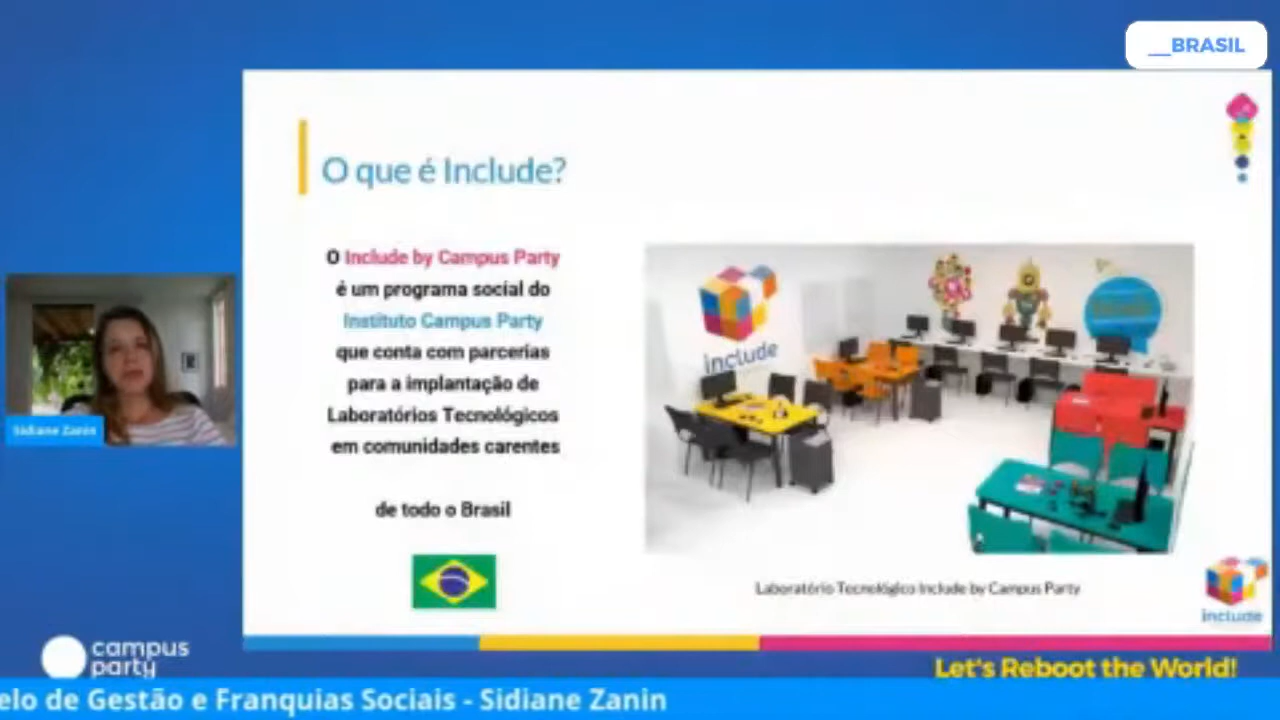 __BRASIL
O que é Include?
O Include by Campus Party
é um programa social do
Instituto Campus Party
que conta com parcerias
para a implantação de
Laboratórios Tecnológicos
em comunidades carentes
de todo o Brasil
include
Laboratório Tecnológico Include by Campus Party
include
Sidiane Zanin
campus
party
Let's Reboot the World!
elo de Gestão e Franquias Sociais - Sidiane Zanin